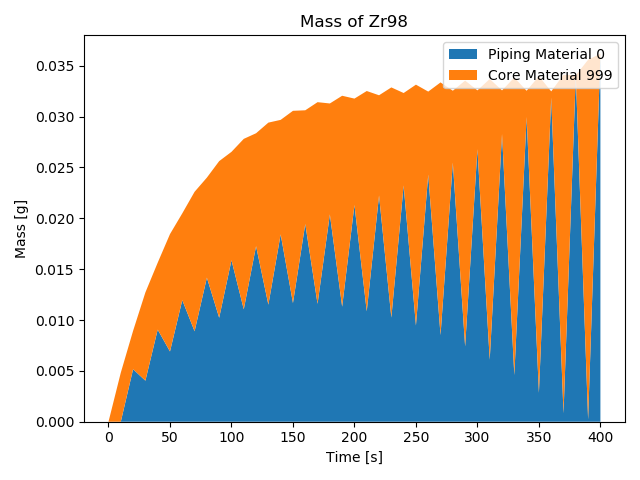 Mass of Zr98
Piping Material 0
Core Material 999
Mass [g]
0.035
0.030
0.025
0.020
0.015
0.010
0.005
0.000
0 50 100 150 200 250 300 350 400
Time [s]